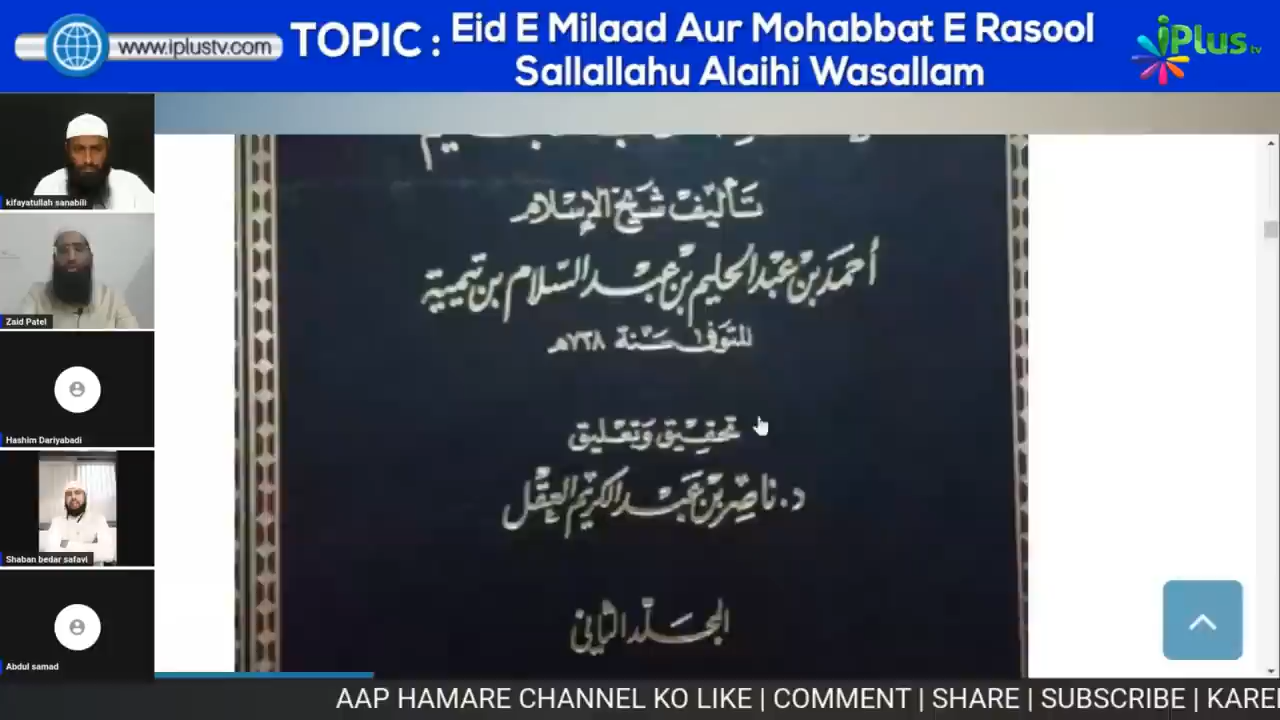 www.iplustv.com
TOPIC :
Eid E Milaad Aur Mohabbat E Rasool
Sallallahu Alaihi Wasallam
iPlus tv
kifayatullah sanabili
Zaid Patel
Hashim Dariyabadi
Shaban bedar safavi
Abdul samad
تأليف شيخ الإسلام
أحمد بن عبد الحليم بن عبد السلام بن تيمية
المتوفى سنة ٧٢٨هـ
تحقيق وتعليق
د. ناصر بن عبد الكريم العقل
المجلد الثاني
AAP HAMARE CHANNEL KO LIKE | COMMENT | SHARE | SUBSCRIBE | KARE